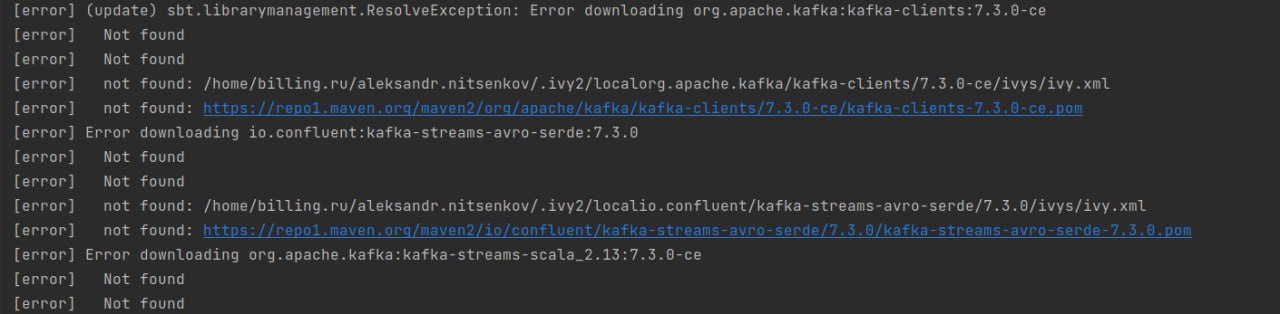 [error] (update) sbt.librarymanagement.ResolveException: Error downloading org.apache.kafka:kafka-clients:7.3.0-ce
[error]   Not found
[error]   Not found
[error]   not found: /home/billing.ru/aleksandr.nitsenkov/.ivy2/localorg.apache.kafka/kafka-clients/7.3.0-ce/ivys/ivy.xml
[error]   not found: https://repo1.maven.org/maven2/org/apache/kafka/kafka-clients/7.3.0-ce/kafka-clients-7.3.0-ce.pom
[error] Error downloading io.confluent:kafka-streams-avro-serde:7.3.0
[error]   Not found
[error]   Not found
[error]   not found: /home/billing.ru/aleksandr.nitsenkov/.ivy2/localio.confluent/kafka-streams-avro-serde/7.3.0/ivys/ivy.xml
[error]   not found: https://repo1.maven.org/maven2/io/confluent/kafka-streams-avro-serde/7.3.0/kafka-streams-avro-serde-7.3.0.pom
[error] Error downloading org.apache.kafka:kafka-streams-scala_2.13:7.3.0-ce
[error]   Not found
[error]   Not found